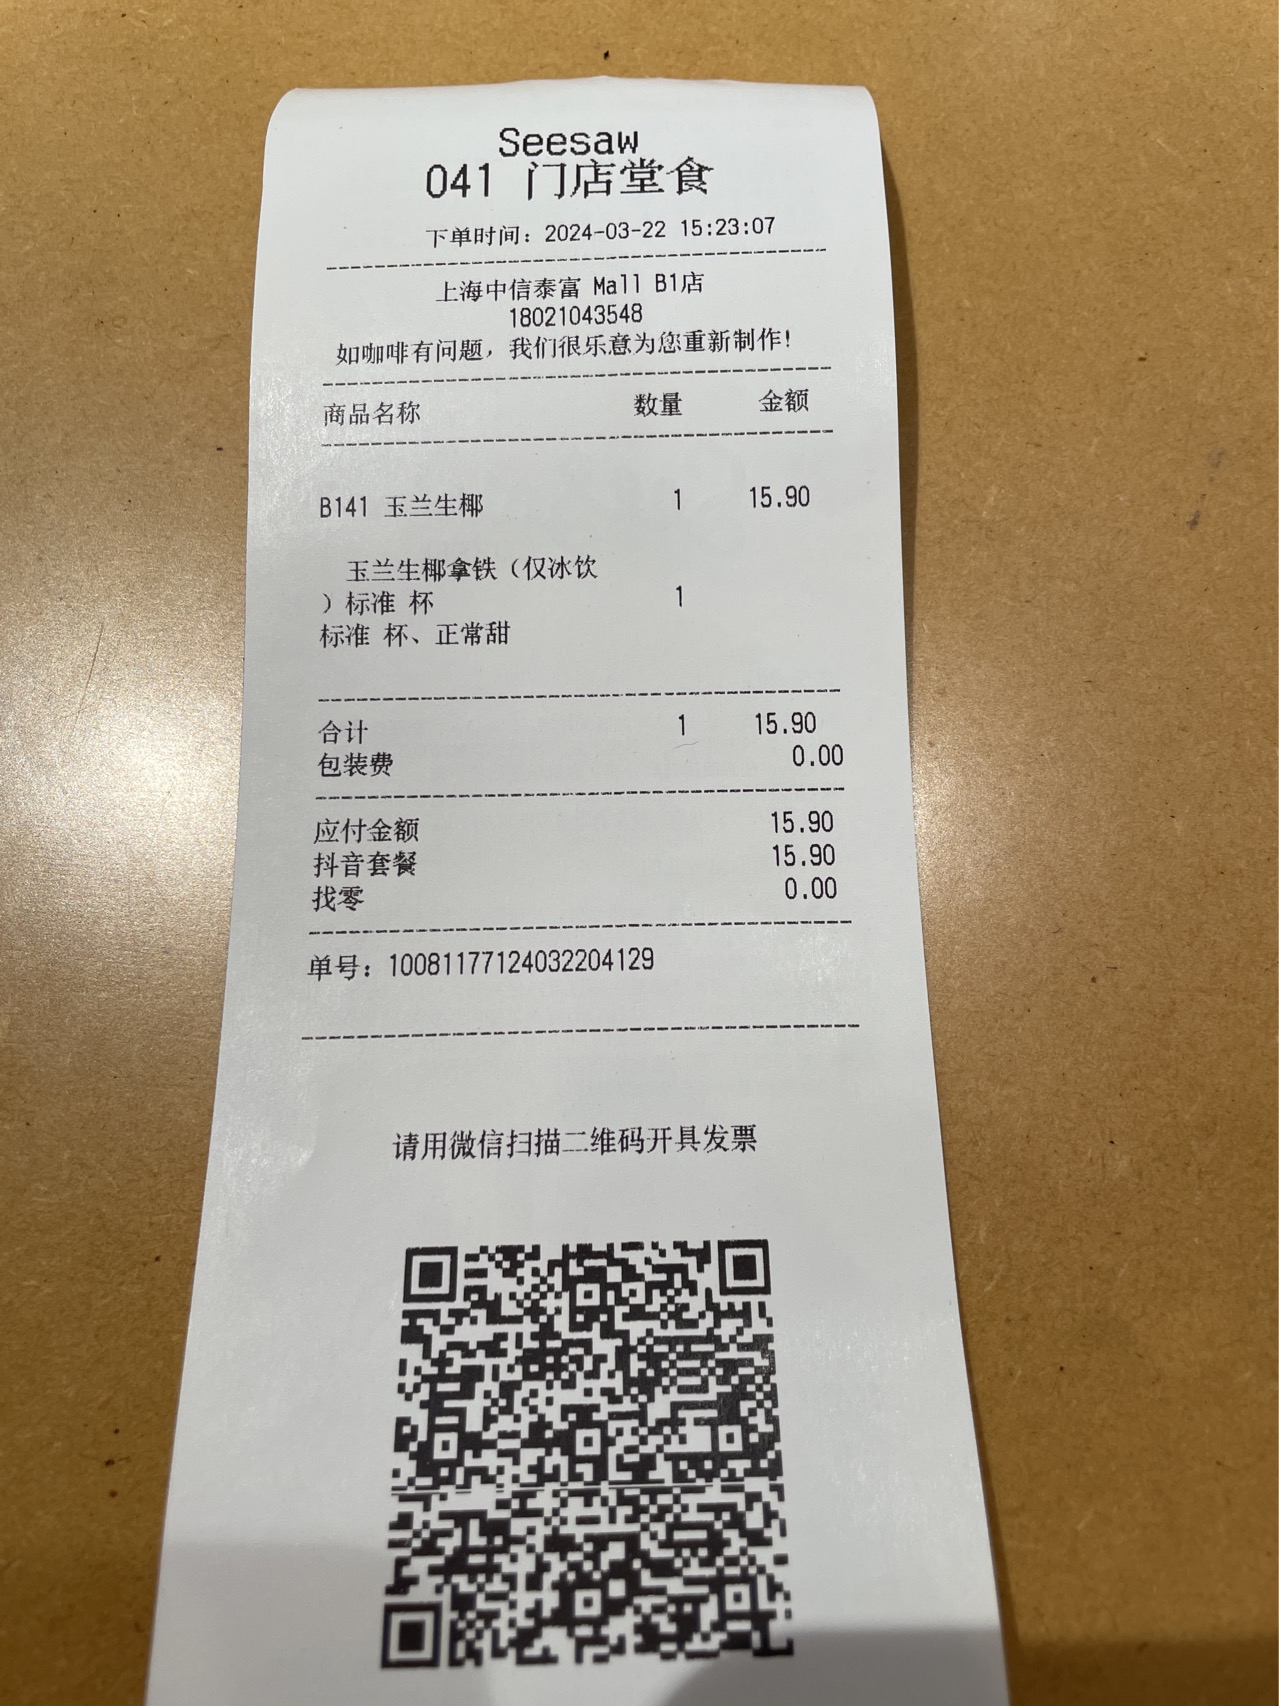 Seesaw
041 门店堂食
下单时间：2024-03-22 15:23:07
上海中信泰富 Mall B1店
18021043548
如咖啡有问题，我们很乐意为您重新制作！
商品名称 数量 金额
B141 玉兰生椰 1 15.90
玉兰生椰拿铁（仅冰饮
）标准 杯 1
标准 杯、正常甜
合计 1 15.90
包装费 0.00
应付金额 15.90
抖音套餐 15.90
找零 0.00
单号：10081177124032204129
请用微信扫描二维码开具发票